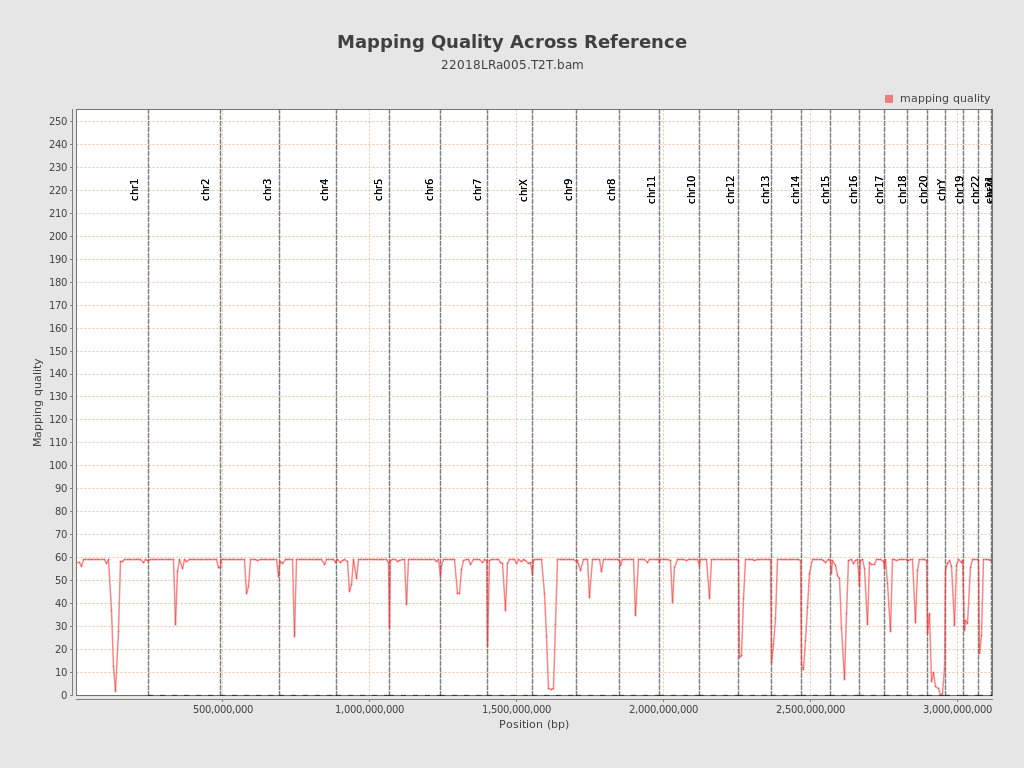 Mapping Quality Across Reference
22018LRa005.T2T.bam
mapping quality
250
240
230
220
210
200
190
180
170
160
150
140
130
120
110
100
90
80
70
60
50
40
30
20
10
0
Mapping quality
chr1
chr2
chr3
chr4
chr5
chr6
chr7
chrX
chr9
chr8
chr11
chr10
chr12
chr13
chr14
chr15
chr16
chr17
chr18
chr20
chrY
chr19
chr22
500,000,000
1,000,000,000
1,500,000,000
2,000,000,000
2,500,000,000
3,000,000,000
Position (bp)